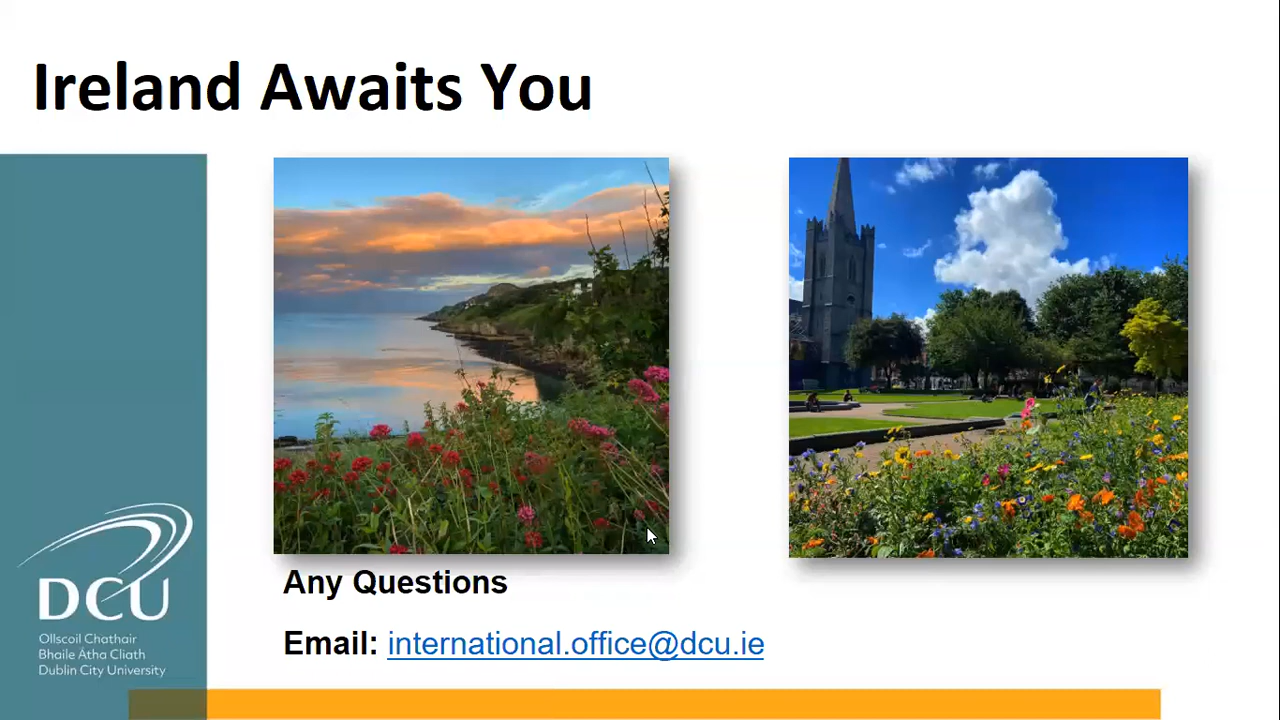 Ireland Awaits You
Any Questions
Email: international.office@dcu.ie
DCU
Ollscoil Chathair
Bhaile Átha Cliath
Dublin City University